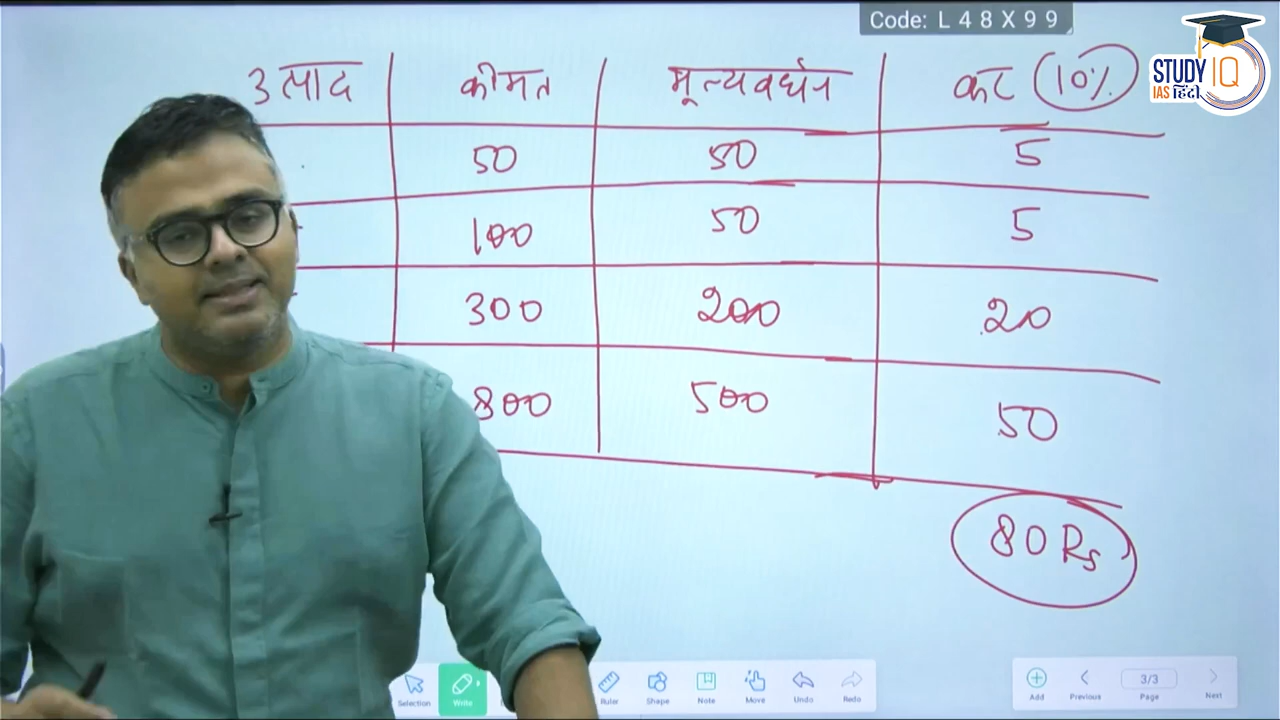 Code: L 4 8 X 9 9
STUDY IQ
IAS हिंदी
उत्पाद कीमत मूल्यवर्धन कर 10%
50 50 5
100 50 5
300 200 20
800 500 50
80 Rs
Selection Write Ruler Shape Note Move Undo Redo
Add Previous 3/3 Page Next